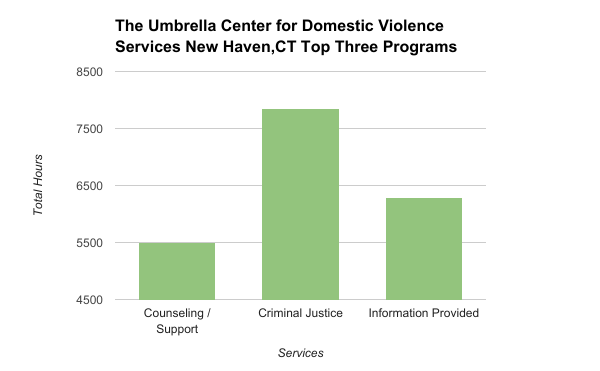 The Umbrella Center for Domestic Violence
Services New Haven,CT Top Three Programs
8500
7500
6500
5500
4500
Total Hours
Counseling /
Support
Criminal Justice
Information Provided
Services